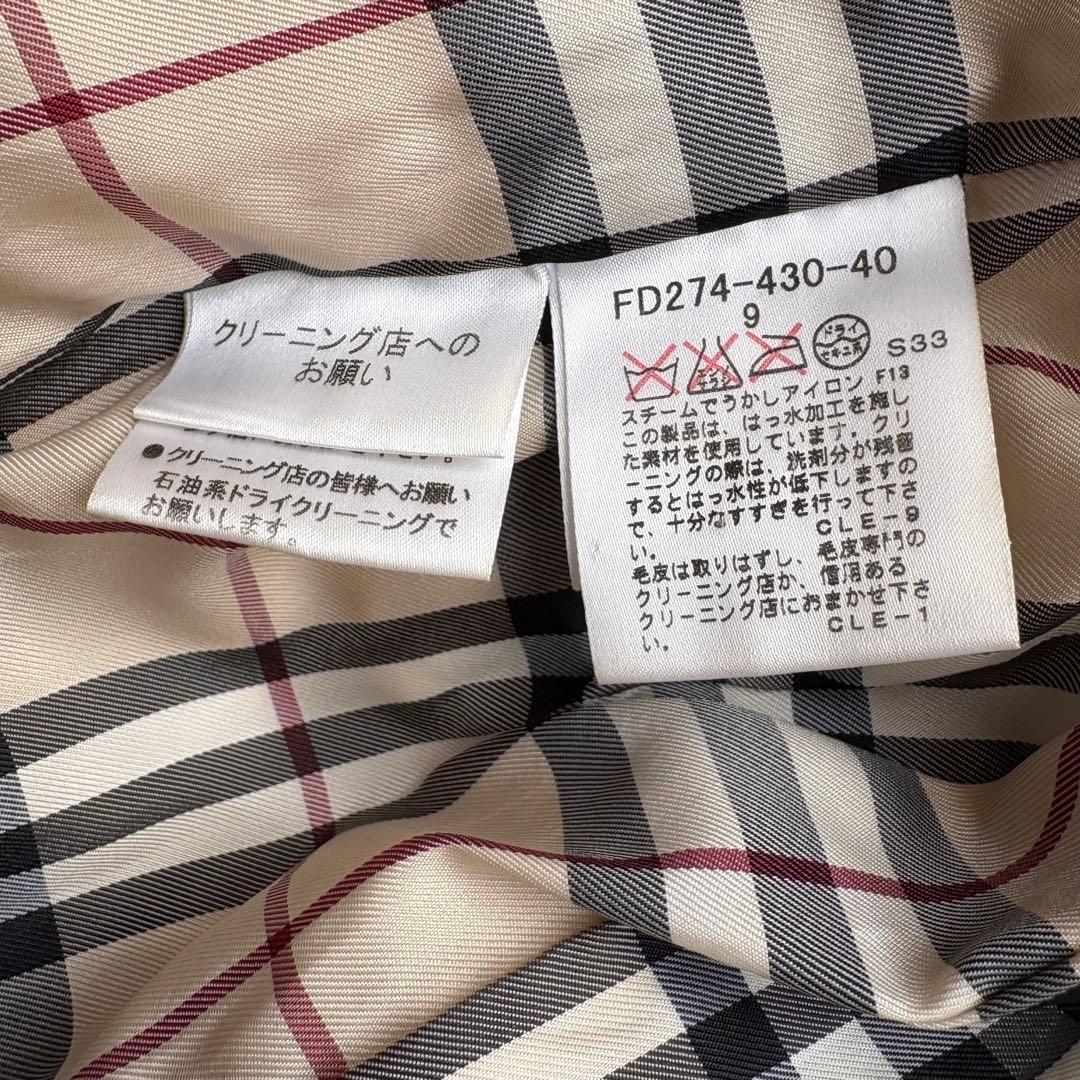 クリーニング店への
お願い
●クリーニング店の皆様へお願い
石油系ドライクリーニングで
お願いします。
FD274-430-40
9
エンソ
サラシ
ドライ
セキユ系
S33
スチームでうかしアイロン F13
この製品は、はっ水加工を施し
た素材を使用しています。クリ
ーニングの際は、洗剤分が残留
するとはっ水性が低下しますの
で、十分なすすぎを行って下さ
い。 CLE-9
毛皮は取りはずし、毛皮専門の
クリーニング店か、信用ある
クリーニング店におまかせ下さ
い。 CLE-1